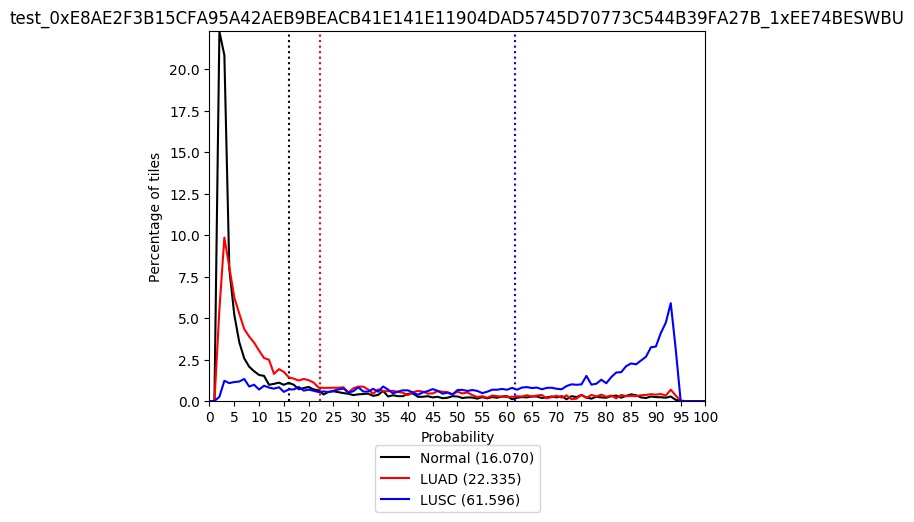 test_0xE8AE2F3B15CFA95A42AEB9BEACB41E141E11904DAD5745D70773C544B39FA27B_1xEE74BESWBU
20.0
17.5
15.0
12.5
10.0
7.5
5.0
2.5
0.0
Percentage of tiles
0 5 10 15 20 25 30 35 40 45 50 55 60 65 70 75 80 85 90 95 100
Probability
Normal (16.070)
LUAD (22.335)
LUSC (61.596)